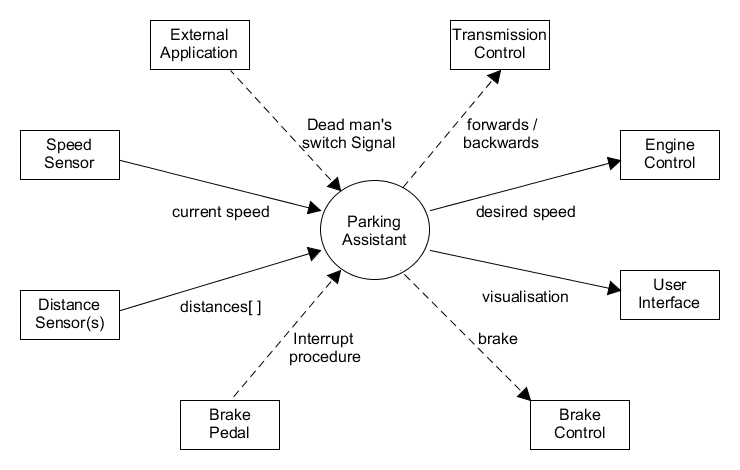 External
Application
Transmission
Control
Dead man's
switch Signal
forwards /
backwards
Speed
Sensor
Engine
Control
current speed
Parking
Assistant
desired speed
Distance
Sensor(s)
distances[ ]
visualisation
User
Interface
Interrupt
procedure
brake
Brake
Pedal
Brake
Control